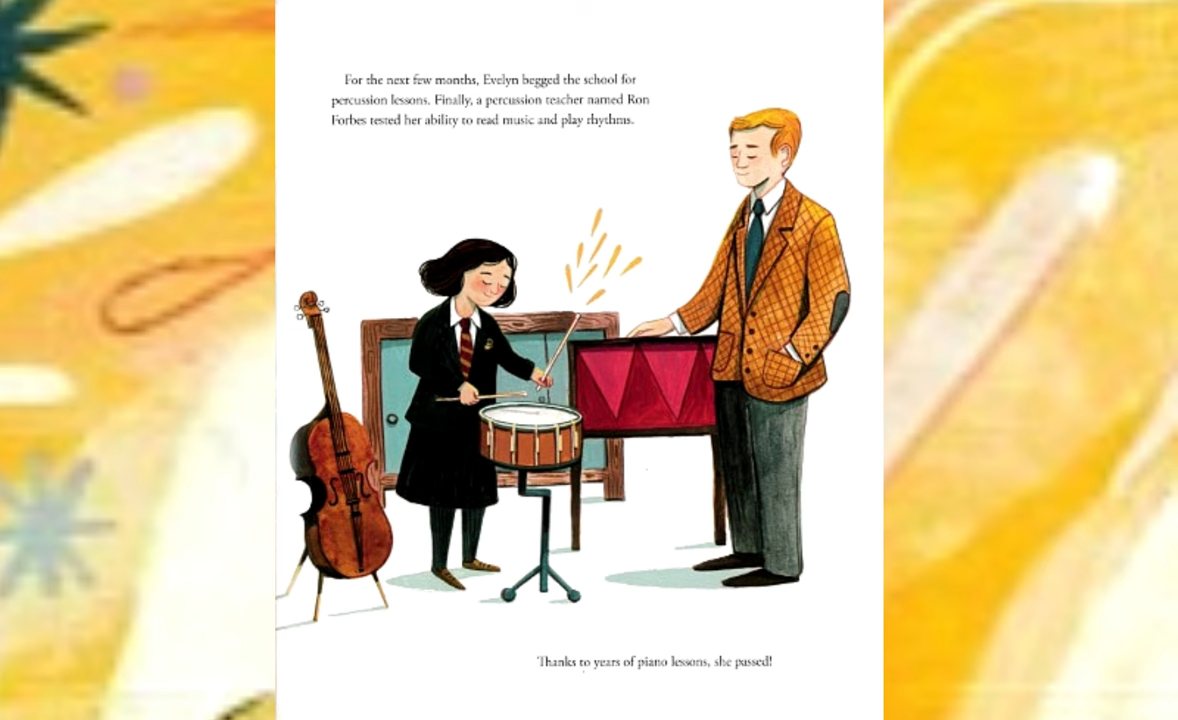 For the next few months, Evelyn begged the school for
percussion lessons. Finally, a percussion teacher named Ron
Forbes tested her ability to read music and play rhythms.
Thanks to years of piano lessons, she passed!